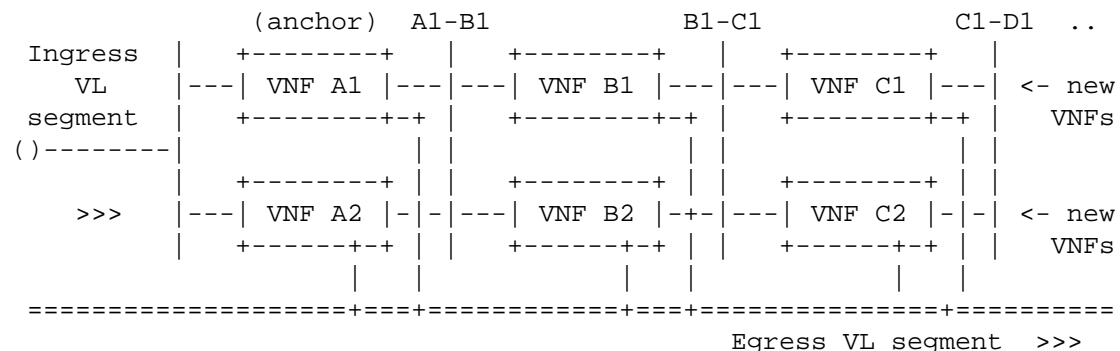 (anchor) A1-B1 B1-C1 C1-D1 ..
Ingress
VL VNF A1 VNF B1 VNF C1 <- new
segment VNFs
()
>>> VNF A2 VNF B2 VNF C2 <- new
VNFs
Egress VL segment >>>